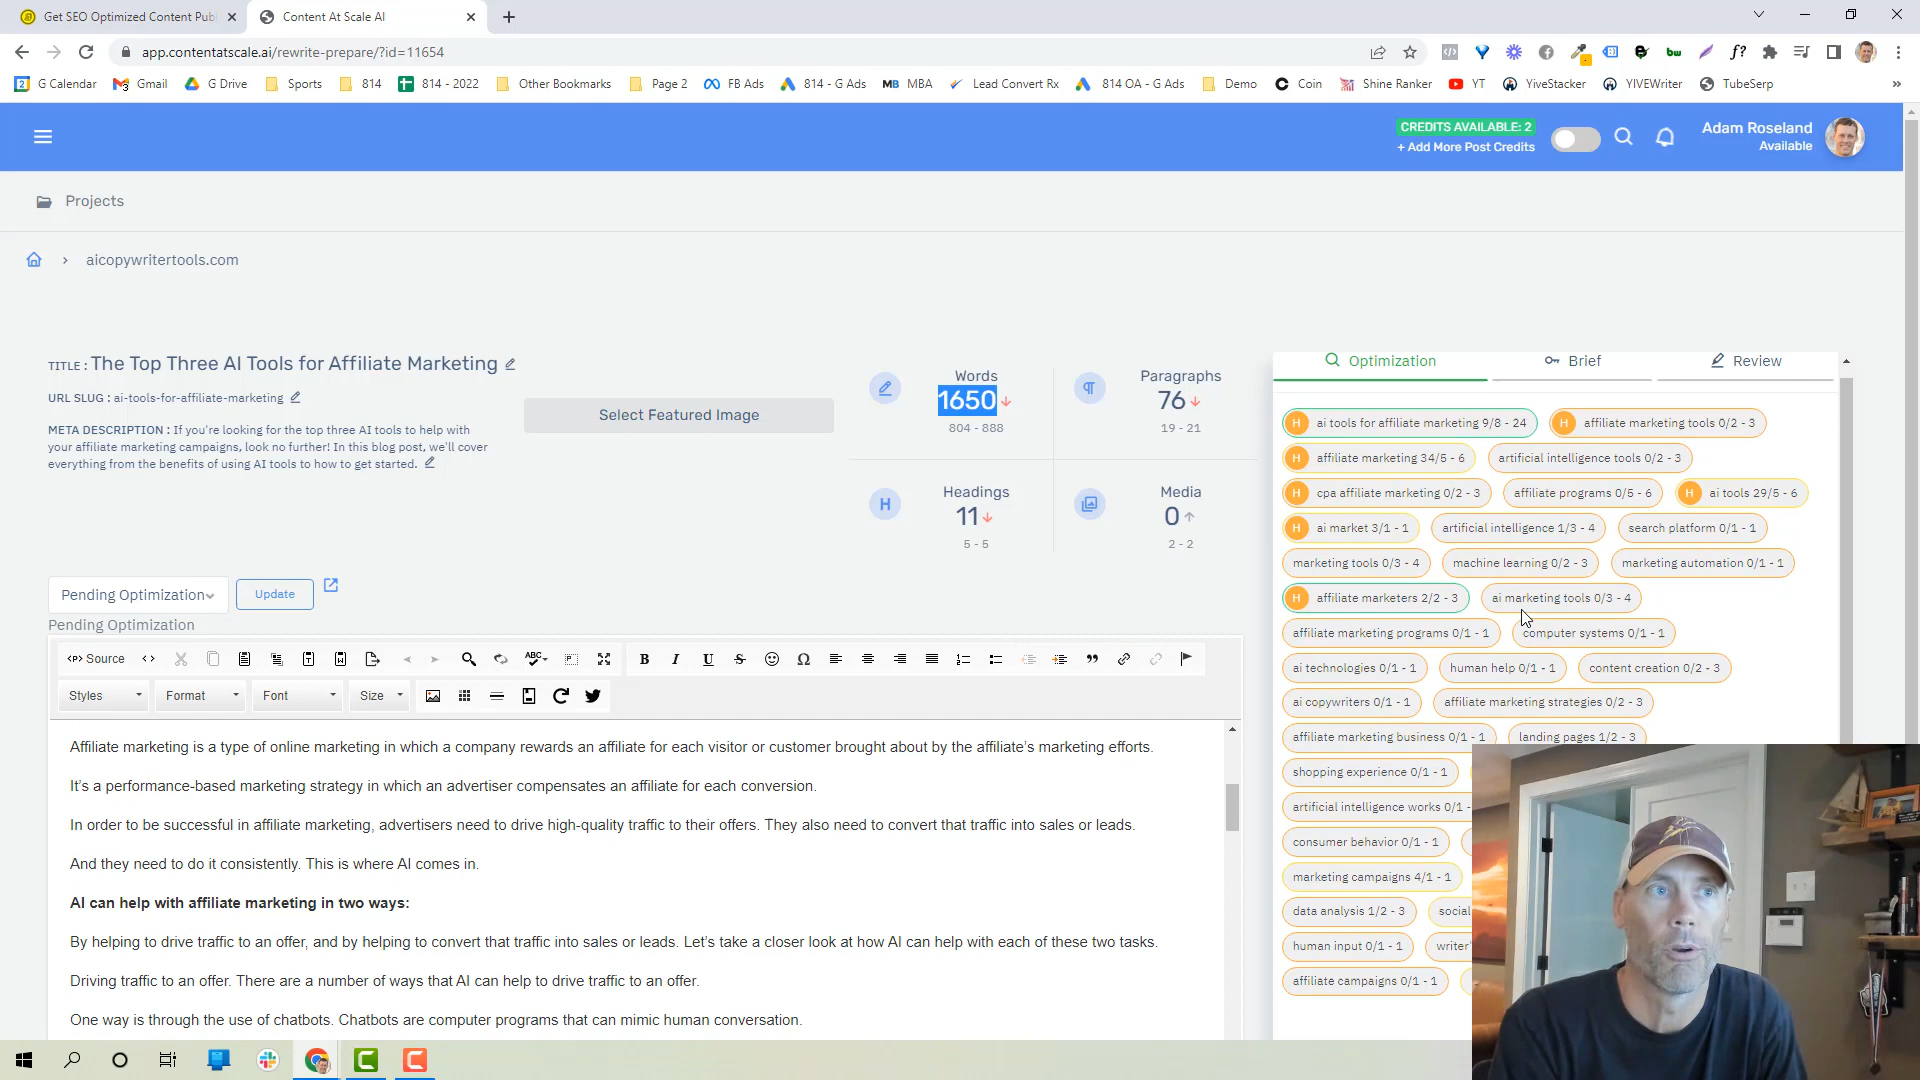 Get SEO Optimized Content Publ
Content At Scale AI
app.contentatscale.ai/rewrite-prepare/?id=11654
G Calendar
Gmail
G Drive
Sports
814
814 - 2022
Other Bookmarks
Page 2
FB Ads
814 - G Ads
MB MBA
Lead Convert Rx
814 OA - G Ads
Demo
Coin
Shine Ranker
YT
YiveStacker
YIVEWriter
TubeSerp
CREDITS AVAILABLE: 2
+ Add More Post Credits
Adam Roseland
Available
Projects
aicopywritertools.com
TITLE : The Top Three AI Tools for Affiliate Marketing
URL SLUG : ai-tools-for-affiliate-marketing
META DESCRIPTION : If you're looking for the top three AI tools to help with
your affiliate marketing campaigns, look no further! In this blog post, we'll cover
everything from the benefits of using AI tools to how to get started.
Select Featured Image
Words
1650
804 - 888
Paragraphs
76
19 - 21
H
Headings
11
5 - 5
Media
0
2 - 2
Pending Optimization
Update
Pending Optimization
Source
ABC
Styles
Format
Font
Size
Affiliate marketing is a type of online marketing in which a company rewards an affiliate for each visitor or customer brought about by the affiliate's marketing efforts.
It's a performance-based marketing strategy in which an advertiser compensates an affiliate for each conversion.
In order to be successful in affiliate marketing, advertisers need to drive high-quality traffic to their offers. They also need to convert that traffic into sales or leads.
And they need to do it consistently. This is where AI comes in.
AI can help with affiliate marketing in two ways:
By helping to drive traffic to an offer, and by helping to convert that traffic into sales or leads. Let's take a closer look at how AI can help with each of these two tasks.
Driving traffic to an offer. There are a number of ways that AI can help to drive traffic to an offer.
One way is through the use of chatbots. Chatbots are computer programs that can mimic human conversation.
Optimization
Brief
Review
H ai tools for affiliate marketing 9/8 - 24
H affiliate marketing tools 0/2 - 3
H affiliate marketing 34/5 - 6
artificial intelligence tools 0/2 - 3
H cpa affiliate marketing 0/2 - 3
affiliate programs 0/5 - 6
H ai tools 29/5 - 6
H ai market 3/1 - 1
artificial intelligence 1/3 - 4
search platform 0/1 - 1
marketing tools 0/3 - 4
machine learning 0/2 - 3
marketing automation 0/1 - 1
H affiliate marketers 2/2 - 3
ai marketing tools 0/3 - 4
affiliate marketing programs 0/1 - 1
computer systems 0/1 - 1
ai technologies 0/1 - 1
human help 0/1 - 1
content creation 0/2 - 3
ai copywriters 0/1 - 1
affiliate marketing strategies 0/2 - 3
affiliate marketing business 0/1 - 1
landing pages 1/2 - 3
shopping experience 0/1 - 1
artificial intelligence works 0/1 -
consumer behavior 0/1 - 1
marketing campaigns 4/1 - 1
data analysis 1/2 - 3
social
human input 0/1 - 1
writer'
affiliate campaigns 0/1 - 1